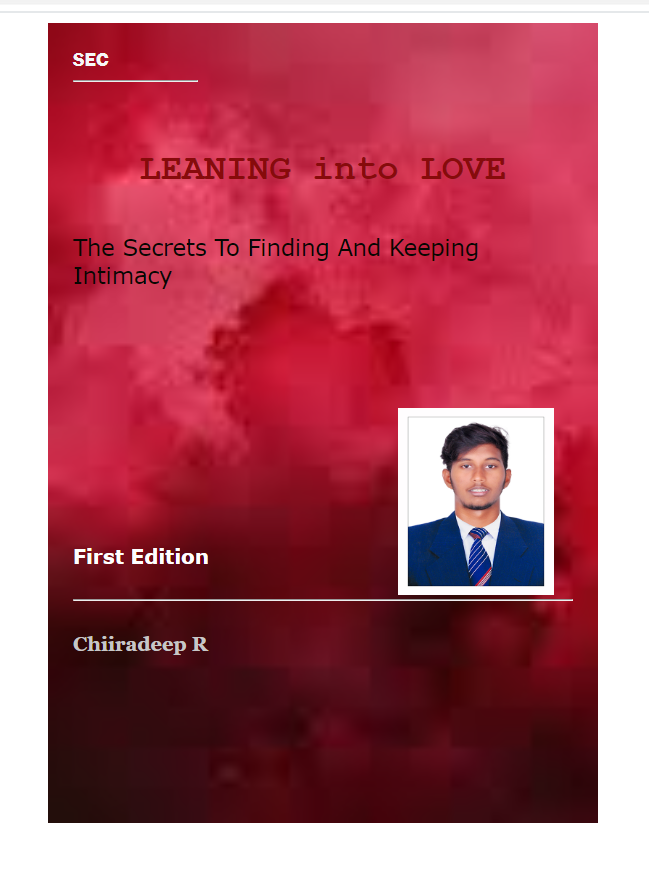 SEC
LEANING into LOVE
The Secrets To Finding And Keeping
Intimacy
First Edition
Chiiradeep R